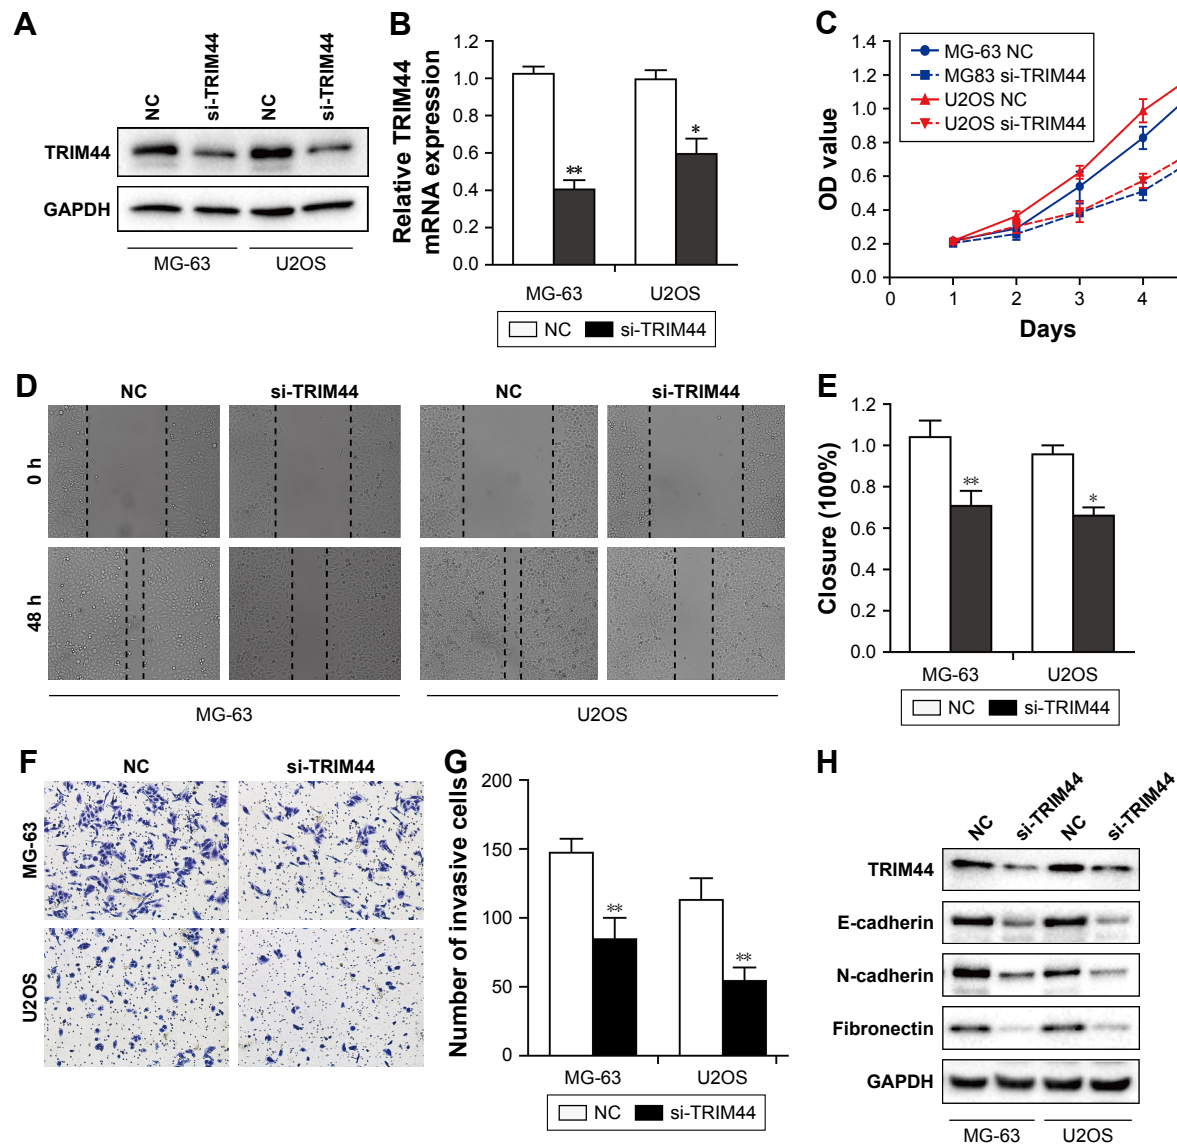 A
NC
si-TRIM44
NC
si-TRIM44
TRIM44
GAPDH
MG-63
U2OS
B
Relative TRIM44
mRNA expression
1.2
1.0
0.8
0.6
0.4
0.2
0.0
**
*
MG-63
U2OS
NC
si-TRIM44
C
OD value
1.4
1.2
1.0
0.8
0.6
0.4
0.2
0.0
MG-63 NC
MG83 si-TRIM44
U2OS NC
U2OS si-TRIM44
0
1
2
3
4
Days
D
NC
si-TRIM44
NC
si-TRIM44
0 h
48 h
MG-63
U2OS
E
Closure (100%)
1.2
1.0
0.8
0.6
0.4
0.2
0.0
**
*
MG-63
U2OS
NC
si-TRIM44
F
NC
si-TRIM44
MG-63
U2OS
G
Number of invasive cells
200
150
100
50
0
**
**
MG-63
U2OS
NC
si-TRIM44
H
NC
si-TRIM44
NC
si-TRIM44
TRIM44
E-cadherin
N-cadherin
Fibronectin
GAPDH
MG-63
U2OS